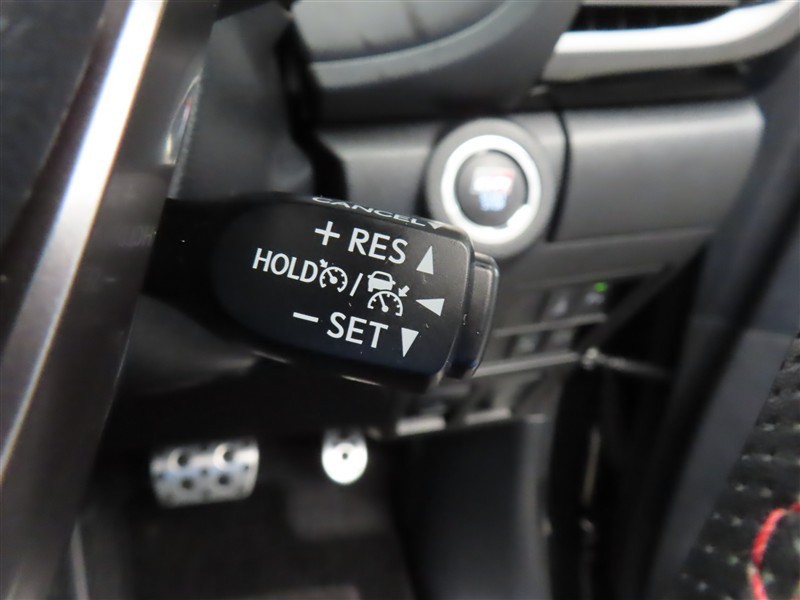 CANCEL
+ RES
HOLD /
- SET